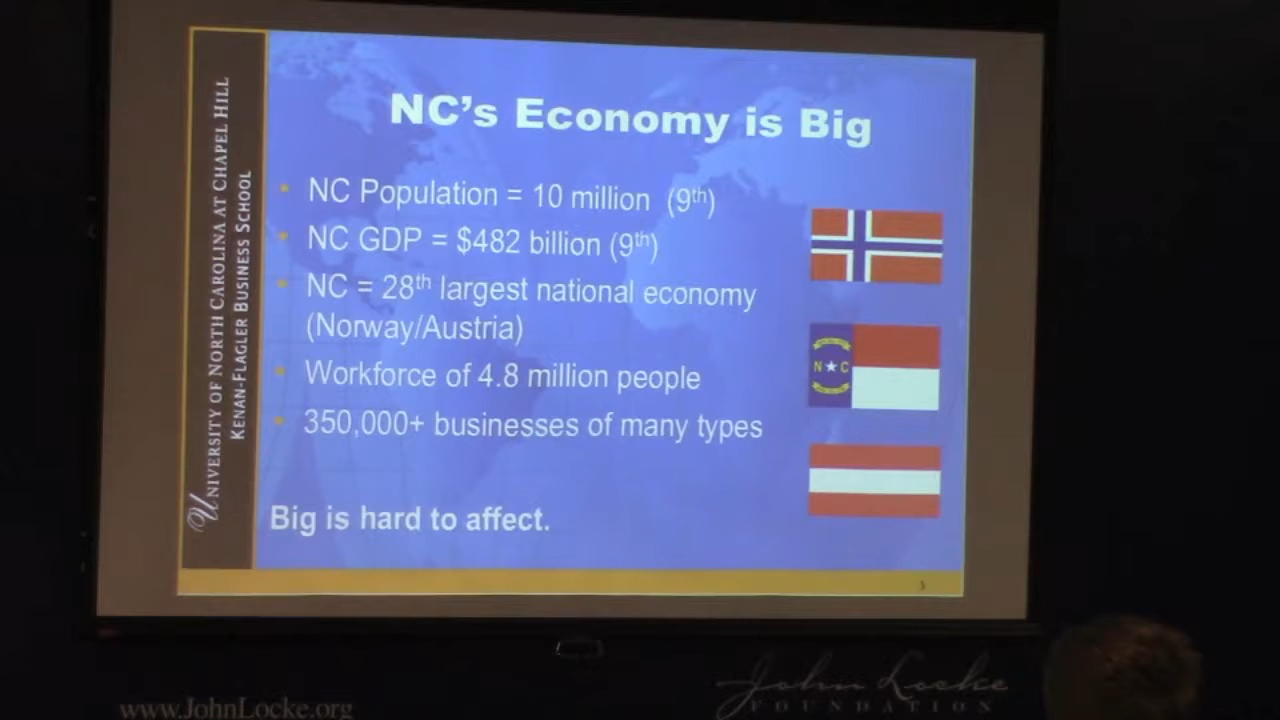 UNIVERSITY OF NORTH CAROLINA AT CHAPEL HILL
KENAN-FLAGLER BUSINESS SCHOOL
NC's Economy is Big
• NC Population = 10 million (9th)
• NC GDP = $482 billion (9th)
• NC = 28th largest national economy
(Norway/Austria)
• Workforce of 4.8 million people
• 350,000+ businesses of many types
N C
Big is hard to affect.
www.JohnLocke.org
John Locke
FOUNDATION